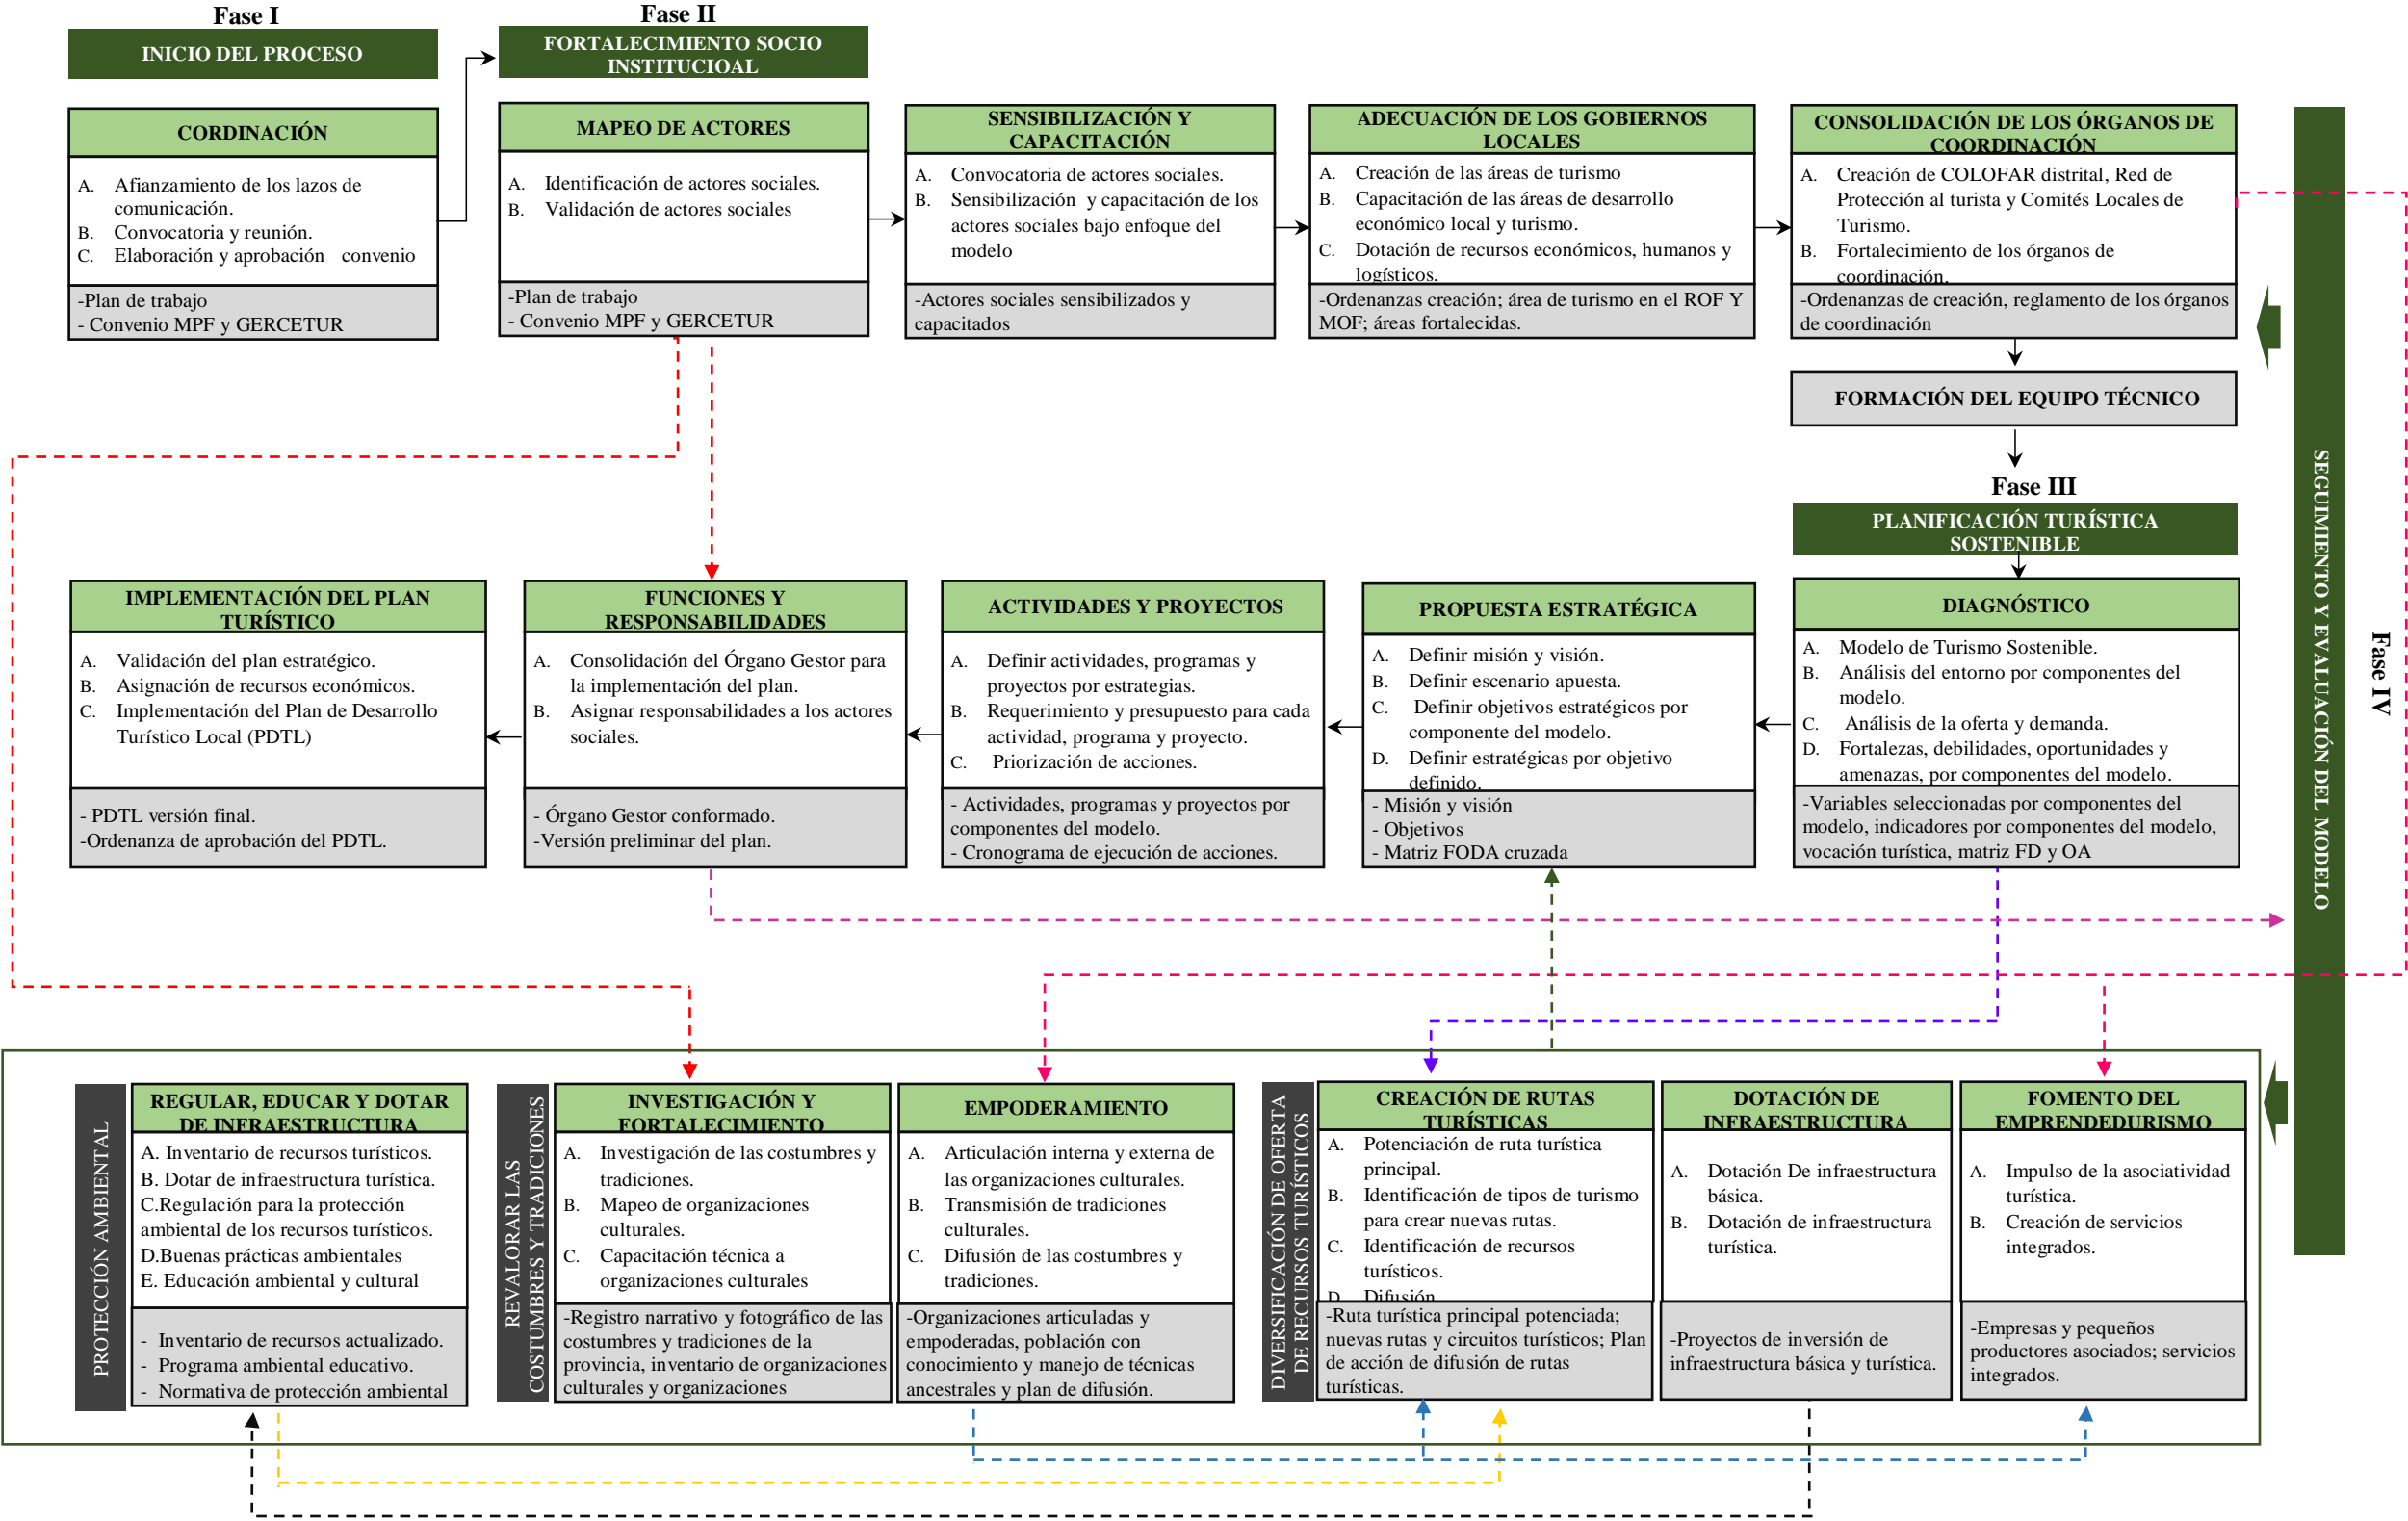 Fase I
INICIO DEL PROCESO
CORDINACIÓN
A. Afianzamiento de los lazos de
comunicación.
B. Convocatoria y reunión.
C. Elaboración y aprobación convenio
-Plan de trabajo
- Convenio MPF y GERCETUR
Fase II
FORTALECIMIENTO SOCIO
INSTITUCIOAL
MAPEO DE ACTORES
A. Identificación de actores sociales.
B. Validación de actores sociales
-Plan de trabajo
- Convenio MPF y GERCETUR
SENSIBILIZACIÓN Y
CAPACITACIÓN
A. Convocatoria de actores sociales.
B. Sensibilización y capacitación de los
actores sociales bajo enfoque del
modelo
-Actores sociales sensibilizados y
capacitados
ADECUACIÓN DE LOS GOBIERNOS
LOCALES
A. Creación de las áreas de turismo
B. Capacitación de las áreas de desarrollo
económico local y turismo.
C. Dotación de recursos económicos, humanos y
logísticos.
-Ordenanzas creación; área de turismo en el ROF Y
MOF; áreas fortalecidas.
CONSOLIDACIÓN DE LOS ÓRGANOS DE
COORDINACIÓN
A. Creación de COLOFAR distrital, Red de
Protección al turista y Comités Locales de
Turismo.
B. Fortalecimiento de los órganos de
coordinación.
-Ordenanzas de creación, reglamento de los órganos
de coordinación
FORMACIÓN DEL EQUIPO TÉCNICO
Fase III
PLANIFICACIÓN TURÍSTICA
SOSTENIBLE
DIAGNÓSTICO
A. Modelo de Turismo Sostenible.
B. Análisis del entorno por componentes del
modelo.
C. Análisis de la oferta y demanda.
D. Fortalezas, debilidades, oportunidades y
amenazas, por componentes del modelo.
-Variables seleccionadas por componentes del
modelo, indicadores por componentes del modelo,
vocación turística, matriz FD y OA
PROPUESTA ESTRATÉGICA
A. Definir misión y visión.
B. Definir escenario apuesta.
C. Definir objetivos estratégicos por
componente del modelo.
D. Definir estratégicas por objetivo
definido.
- Misión y visión
- Objetivos
- Matriz FODA cruzada
ACTIVIDADES Y PROYECTOS
A. Definir actividades, programas y
proyectos por estrategias.
B. Requerimiento y presupuesto para cada
actividad, programa y proyecto.
C. Priorización de acciones.
- Actividades, programas y proyectos por
componentes del modelo.
- Cronograma de ejecución de acciones.
FUNCIONES Y
RESPONSABILIDADES
A. Consolidación del Órgano Gestor para
la implementación del plan.
B. Asignar responsabilidades a los actores
sociales.
- Órgano Gestor conformado.
-Versión preliminar del plan.
IMPLEMENTACIÓN DEL PLAN
TURÍSTICO
A. Validación del plan estratégico.
B. Asignación de recursos económicos.
C. Implementación del Plan de Desarrollo
Turístico Local (PDTL)
- PDTL versión final.
-Ordenanza de aprobación del PDTL.
Fase IV
SEGUIMIENTO Y EVALUACIÓN DEL MODELO
PROTECCIÓN AMBIENTAL
REGULAR, EDUCAR Y DOTAR
DE INFRAESTRUCTURA
A. Inventario de recursos turísticos.
B. Dotar de infraestructura turística.
C.Regulación para la protección
ambiental de los recursos turísticos.
D.Buenas prácticas ambientales
E. Educación ambiental y cultural
- Inventario de recursos actualizado.
- Programa ambiental educativo.
- Normativa de protección ambiental
REVALORAR LAS
COSTUMBRES Y TRADICIONES
INVESTIGACIÓN Y
FORTALECIMIENTO
A. Investigación de las costumbres y
tradiciones.
B. Mapeo de organizaciones
culturales.
C. Capacitación técnica a
organizaciones culturales
-Registro narrativo y fotográfico de las
costumbres y tradiciones de la
provincia, inventario de organizaciones
culturales y organizaciones
EMPODERAMIENTO
A. Articulación interna y externa de
las organizaciones culturales.
B. Transmisión de tradiciones
culturales.
C. Difusión de las costumbres y
tradiciones.
-Organizaciones articuladas y
empoderadas, población con
conocimiento y manejo de técnicas
ancestrales y plan de difusión.
DIVERSIFICACIÓN DE OFERTA
DE RECURSOS TURÍSTICOS
CREACIÓN DE RUTAS
TURÍSTICAS
A. Potenciación de ruta turística
principal.
B. Identificación de tipos de turismo
para crear nuevas rutas.
C. Identificación de recursos
turísticos.
D. Difusión
-Ruta turística principal potenciada;
nuevas rutas y circuitos turísticos; Plan
de acción de difusión de rutas
turísticas.
DOTACIÓN DE
INFRAESTRUCTURA
A. Dotación De infraestructura
básica.
B. Dotación de infraestructura
turística.
-Proyectos de inversión de
infraestructura básica y turística.
FOMENTO DEL
EMPRENDEDURISMO
A. Impulso de la asociatividad
turística.
B. Creación de servicios
integrados.
-Empresas y pequeños
productores asociados; servicios
integrados.